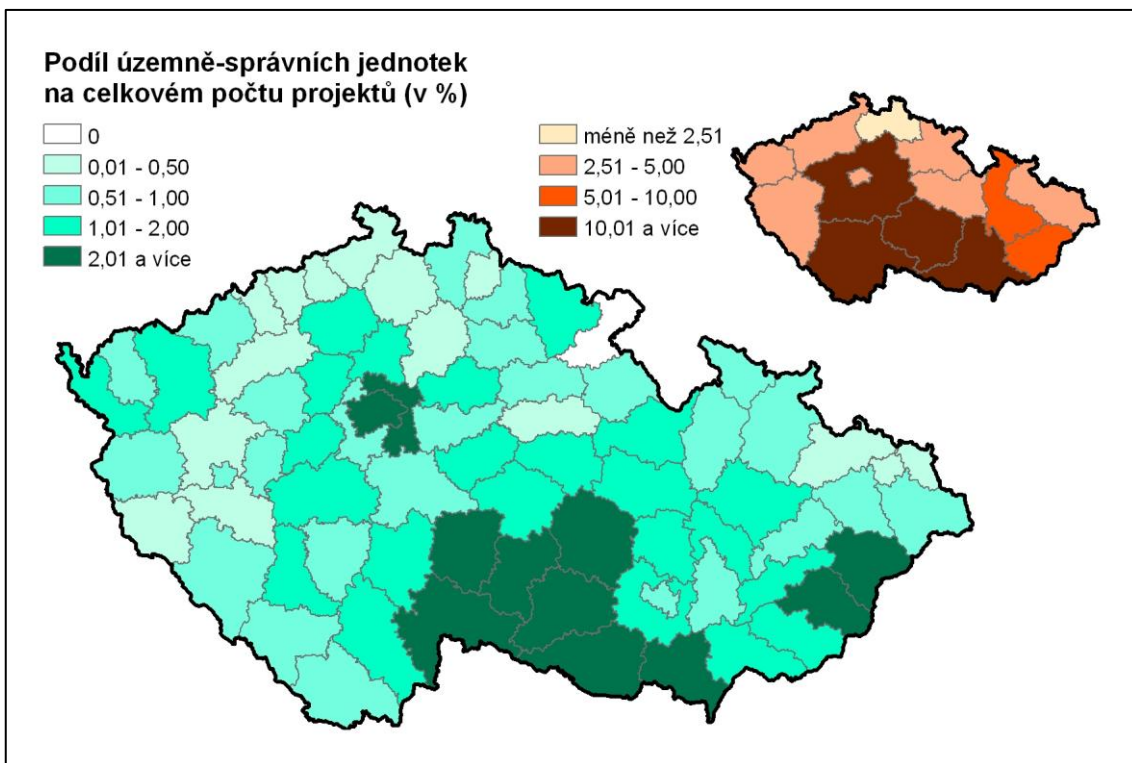 Podíl územně-správních jednotek
na celkovém počtu projektů (v %)
0
0,01 - 0,50
0,51 - 1,00
1,01 - 2,00
2,01 a více
méně než 2,51
2,51 - 5,00
5,01 - 10,00
10,01 a více